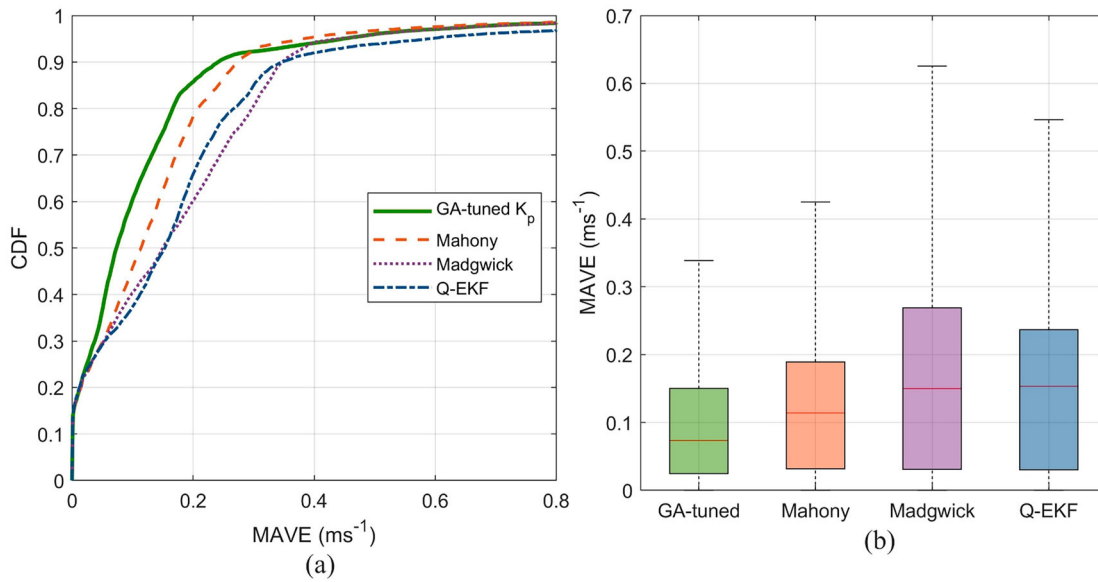 1
0.9
0.8
0.7
0.6
0.5
0.4
0.3
0.2
0.1
0
CDF
0 0.2 0.4 0.6 0.8
MAVE (ms⁻¹)
GA-tuned Kₚ
Mahony
Madgwick
Q-EKF
(a)
0.7
0.6
0.5
0.4
0.3
0.2
0.1
0
MAVE (ms⁻¹)
GA-tuned Mahony Madgwick Q-EKF
(b)